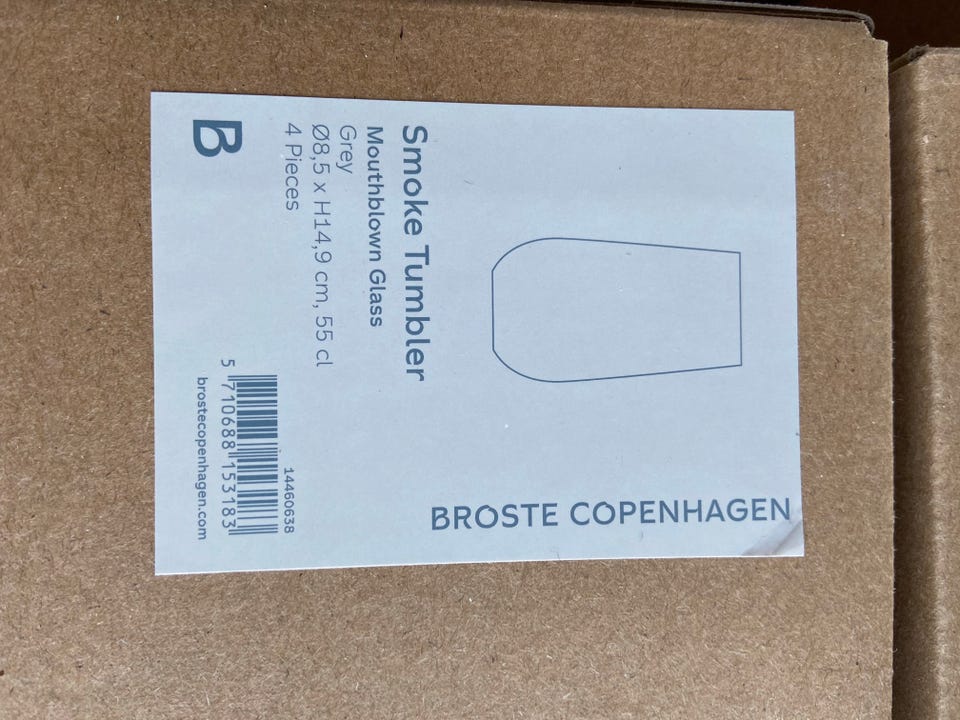 BROSTE COPENHAGEN
Smoke Tumbler
Mouthblown Glass
Grey
Ø8,5 x H14,9 cm, 55 cl
4 Pieces
B
14460638
5 710688 153183
brostecopenhagen.com